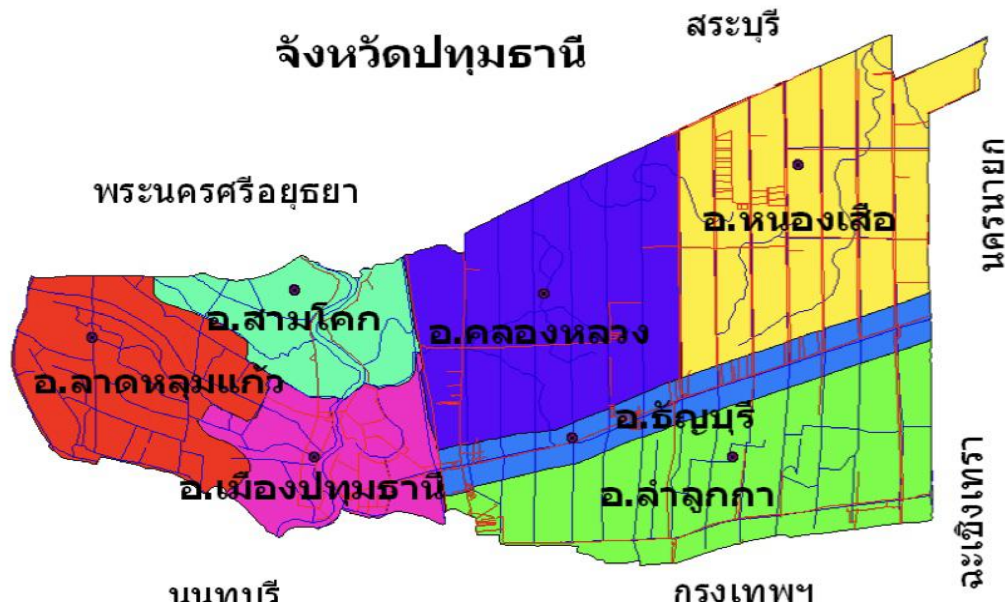 สระบุรี
จังหวัดปทุมธานี
พระนครศรีอยุธยา
นครนายก
อ.หนองเสือ
อ.สามโคก
อ.คลองหลวง
อ.ลาดหลุมแก้ว
อ.ธัญบุรี
อ.เมืองปทุมธานี
อ.ลำลูกกา
ฉะเชิงเทรา
นนทบุรี
กรุงเทพฯ